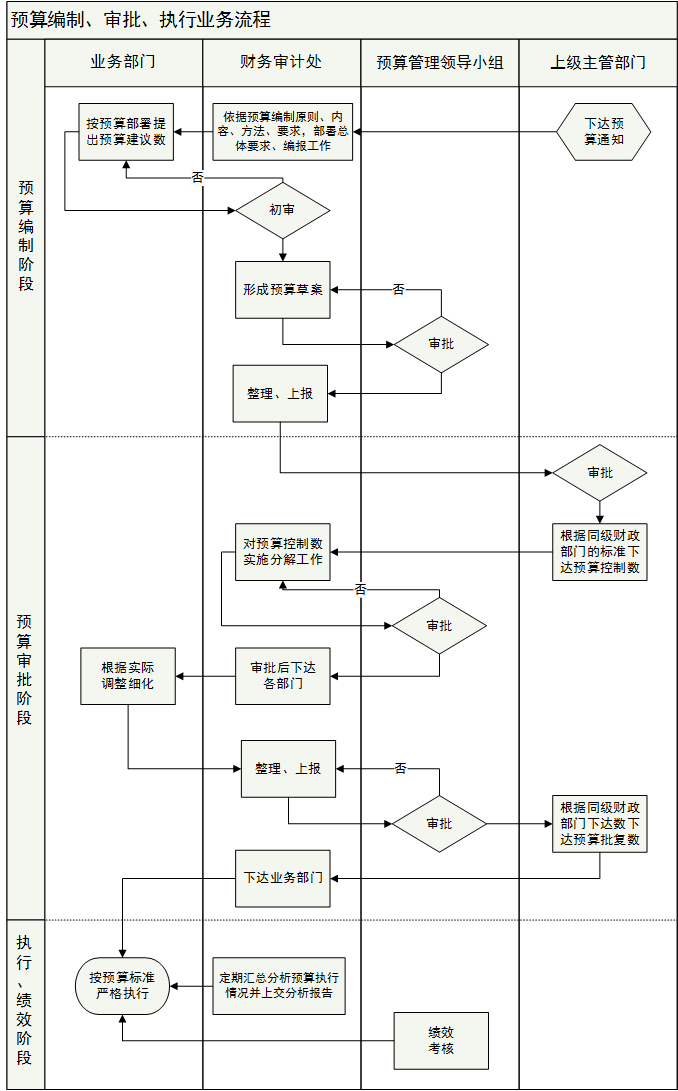 预算编制、审批、执行业务流程
业务部门
财务审计处
预算管理领导小组
上级主管部门
预算编制阶段
按预算部署提
出预算建议数
依据预算编制原则、内
容、方法、要求，部署总
体要求、编报工作
下达预
算通知
否
初审
形成预算草案
否
审批
整理、上报
预算审批阶段
审批
对预算控制数
实施分解工作
根据同级财政
部门的标准下
达预算控制数
否
审批
根据实际
调整细化
审批后下达
各部门
整理、上报
否
审批
根据同级财政
部门下达数下
达预算批复数
下达业务部门
执行、绩效阶段
按预算标准
严格执行
定期汇总分析预算执行
情况并上交分析报告
绩效
考核